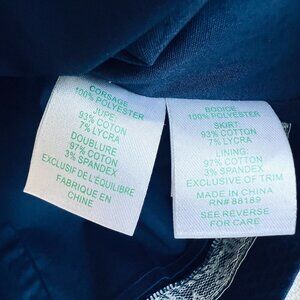 CORSAGE
100% POLYESTER
JUPE:
93% COTON
7% LYCRA
DOUBLURE
97% COTON
3% SPANDEX
EXCLUSIF DE L'ÉQUILIBRE
FABRIQUE EN
CHINE
BODICE
100% POLYESTER
SKIRT:
93% COTTON
7% LYCRA
LINING:
97% COTTON
3% SPANDEX
EXCLUSIVE OF TRIM
MADE IN CHINA
RN# 88189
SEE REVERSE
FOR CARE